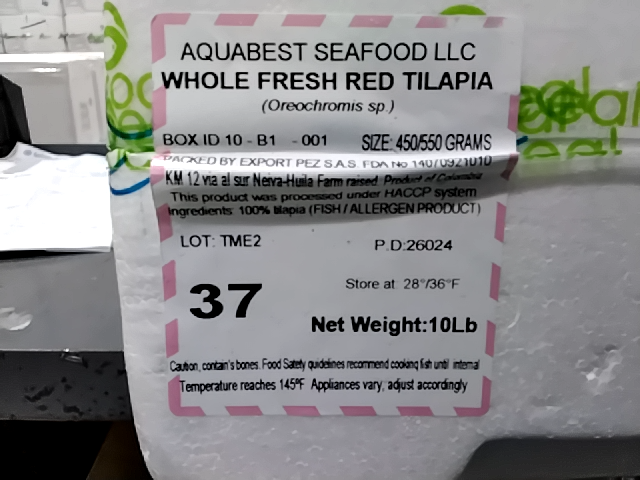 AQUABEST SEAFOOD LLC
WHOLE FRESH RED TILAPIA
(Oreochromis sp.)
BOX ID 10 - B1 - 001 SIZE: 450/550 GRAMS
PACKED BY EXPORT PEZ S.A.S. FDA No 14070921010
KM 12 via al sur Neiva-Huila Farm raised. Product of Colombia
This product was processed under HACCP system
Ingredients: 100% tilapia (FISH / ALLERGEN PRODUCT)
LOT: TME2 P.D:26024
Store at 28°/36°F
37
Net Weight:10Lb
Caution, contain's bones. Food Safety guidelines recommend cooking fish until internal
Temperature reaches 145°F Appliances vary, adjust accordingly